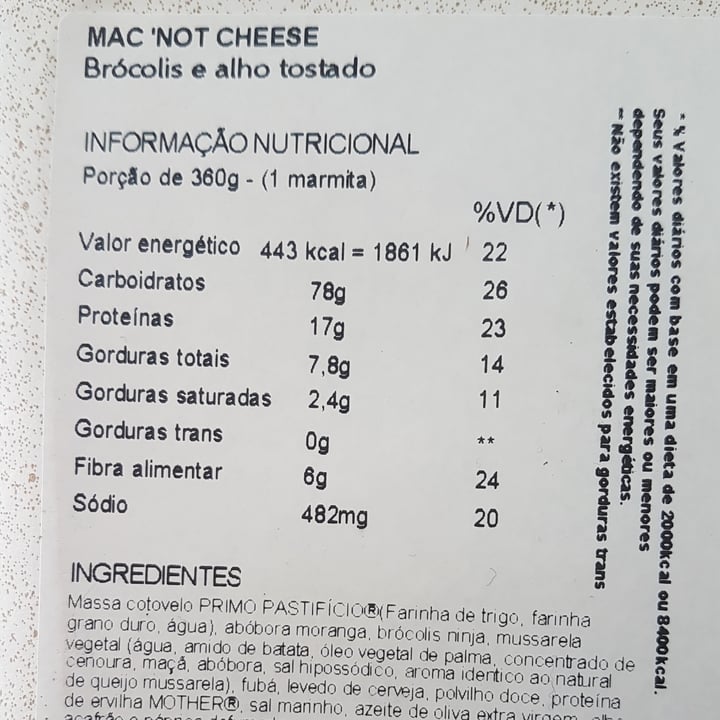 MAC 'NOT CHEESE
Brócolis e alho tostado
INFORMAÇÃO NUTRICIONAL
Porção de 360g - (1 marmita)
%VD(*)
Valor energético 443 kcal = 1861 kJ 22
Carboidratos 78g 26
Proteínas 17g 23
Gorduras totais 7,8g 14
Gorduras saturadas 2,4g 11
Gorduras trans 0g **
Fibra alimentar 6g 24
Sódio 482mg 20
* % Valores diários com base em uma dieta de 2000kcal ou 8400kcal.
Seus valores diários podem ser maiores ou menores
dependendo de suas necessidades energéticas.
** Não existem valores estabelecidos para gorduras trans
INGREDIENTES
Massa cotovelo PRIMO PASTIFÍCIO®(Farinha de trigo, farinha
grano duro, água), abóbora moranga, brócolis ninja, mussarela
vegetal (água, amido de batata, óleo vegetal de palma, concentrado de
cenoura, maçã, abóbora, sal hipossódico, aroma identico ao natural
de queijo mussarela), fubá, levedo de cerveja, polvilho doce, proteína
de ervilha MOTHER®, sal marinho, azeite de oliva extra virgem,